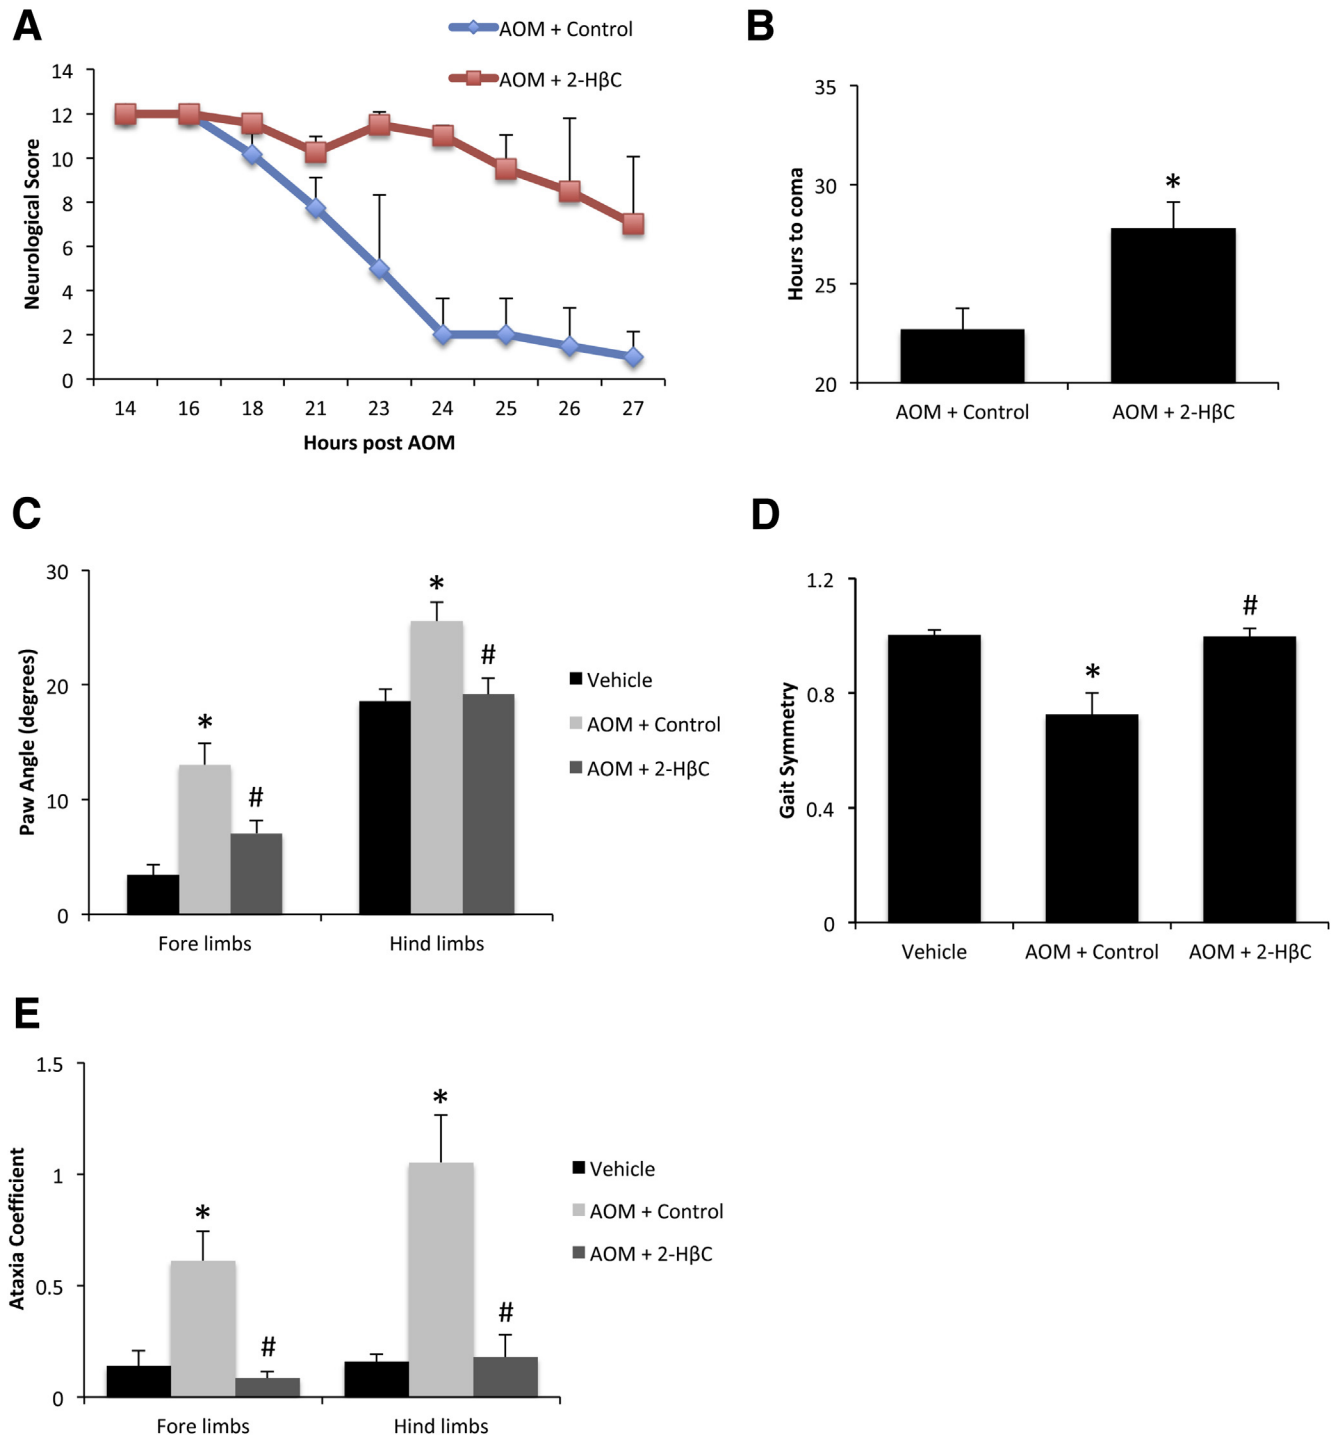 A
AOM + Control
AOM + 2-HβC
14
12
10
8
6
4
2
0
Neurological Score
14 16 18 21 23 24 25 26 27
Hours post AOM
B
35
30
25
20
Hours to coma
*
AOM + Control AOM + 2-HβC
C
30
20
10
0
Paw Angle (degrees)
* # * #
Fore limbs Hind limbs
Vehicle
AOM + Control
AOM + 2-HβC
D
1.2
0.8
0.4
0
Gait Symmetry
* #
Vehicle AOM + Control AOM + 2-HβC
E
1.5
1
0.5
0
Ataxia Coefficient
* # * #
Fore limbs Hind limbs
Vehicle
AOM + Control
AOM + 2-HβC